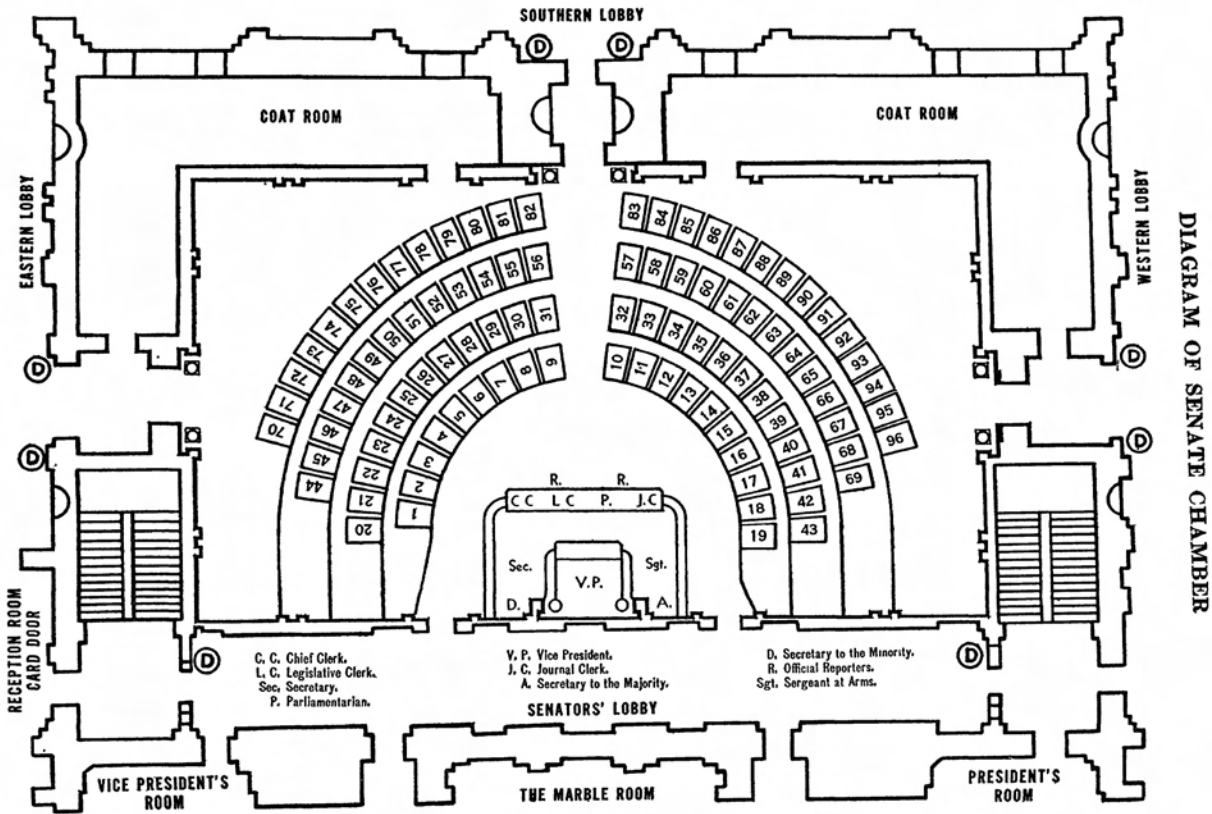 SOUTHERN LOBBY
D
D
COAT ROOM
COAT ROOM
EASTERN LOBBY
WESTERN LOBBY
DIAGRAM OF SENATE CHAMBER
70 71 72 73 74 75 76 77 78 79 80 81 82
83 84 85 86 87 88 89 90 91 92 93 94 95 96
44 45 46 47 48 49 50 51 52 53 54 55 56
57 58 59 60 61 62 63 64 65 66 67 68 69
20 21 22 23 24 25 26 27 28 29 30 31
32 33 34 35 36 37 38 39 40 41 42 43
1 2 3 4 5 6 7 8 9
10 11 12 13 14 15 16 17 18 19
D
D
D
D
R. R.
C C L C P. J.C
Sec. Sgt.
V.P.
D. A.
RECEPTION ROOM
CARD DOOR
D
D
C. C. Chief Clerk.
L. C. Legislative Clerk.
Sec. Secretary.
P. Parliamentarian.
V. P. Vice President.
J. C. Journal Clerk.
A. Secretary to the Majority.
D. Secretary to the Minority.
R. Official Reporters.
Sgt. Sergeant at Arms.
SENATORS' LOBBY
VICE PRESIDENT'S
ROOM
THE MARBLE ROOM
PRESIDENT'S
ROOM